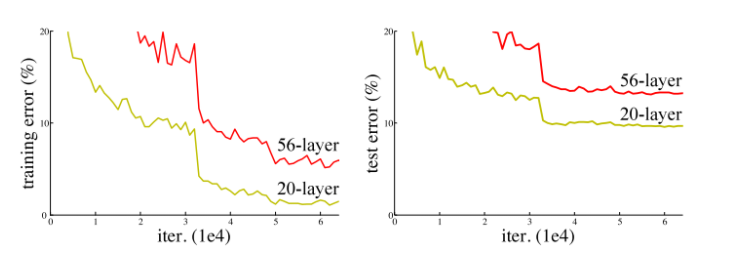 20
10
0
0 1 2 3 4 5 6
training error (%)
iter. (1e4)
56-layer
20-layer
20
10
0
0 1 2 3 4 5 6
test error (%)
iter. (1e4)
56-layer
20-layer